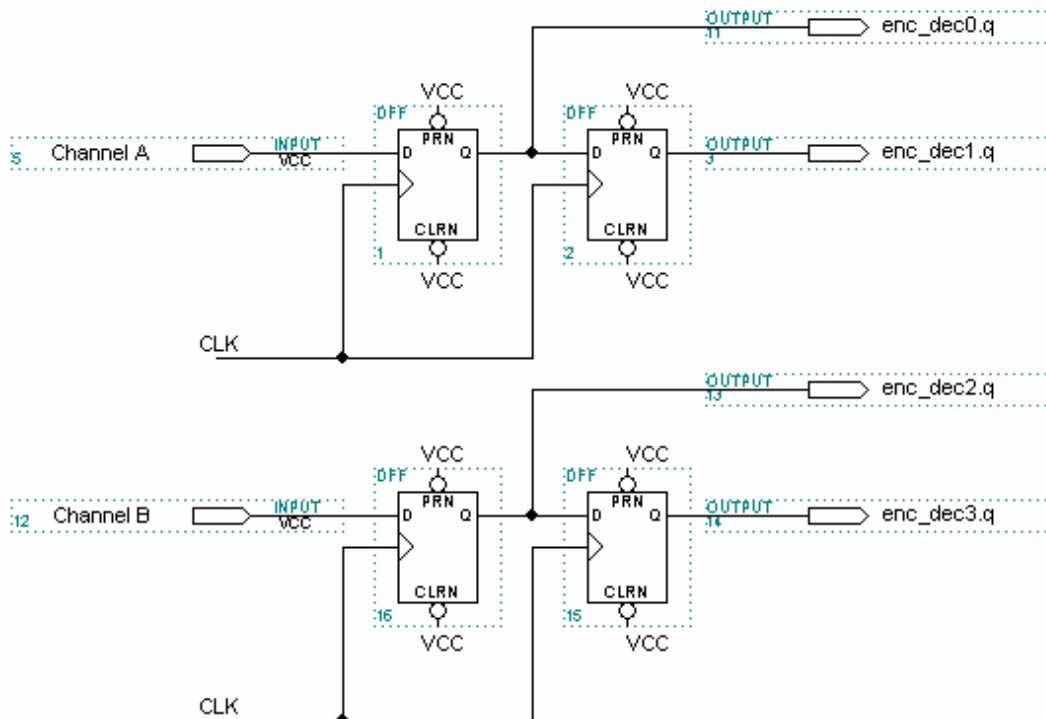 OUTPUT
11 enc_dec0.q
VCC VCC
DFF DFF
PRN PRN
INPUT
5 Channel A VCC D Q D Q OUTPUT
3 enc_dec1.q
CLRN CLRN
1 2
VCC VCC
CLK
OUTPUT
13 enc_dec2.q
VCC VCC
DFF DFF
PRN PRN
INPUT
12 Channel B VCC D Q D Q OUTPUT
14 enc_dec3.q
CLRN CLRN
16 15
VCC VCC
CLK